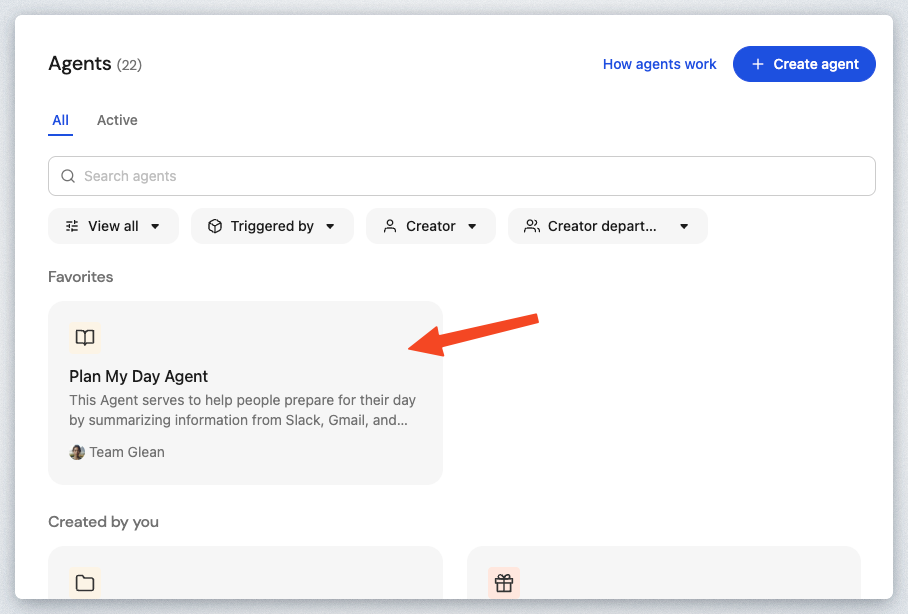 Agents (22)
How agents work
+ Create agent
All
Active
Search agents
View all
Triggered by
Creator
Creator depart...
Favorites
Plan My Day Agent
This Agent serves to help people prepare for their day
by summarizing information from Slack, Gmail, and...
Team Glean
Created by you